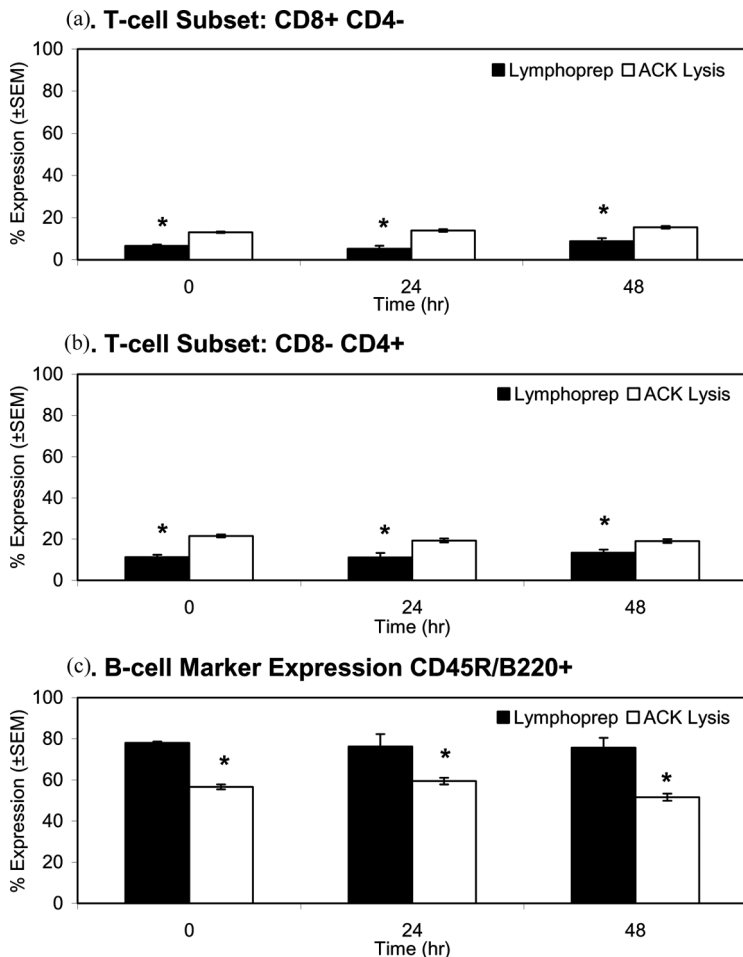 (a). T-cell Subset: CD8+ CD4-
100
80
60
40
20
0
% Expression (±SEM)
Lymphoprep ACK Lysis
* * *
0 24 48
Time (hr)
(b). T-cell Subset: CD8- CD4+
100
80
60
40
20
0
% Expression (±SEM)
Lymphoprep ACK Lysis
* * *
0 24 48
Time (hr)
(c). B-cell Marker Expression CD45R/B220+
100
80
60
40
20
0
% Expression (±SEM)
Lymphoprep ACK Lysis
* * *
0 24 48
Time (hr)